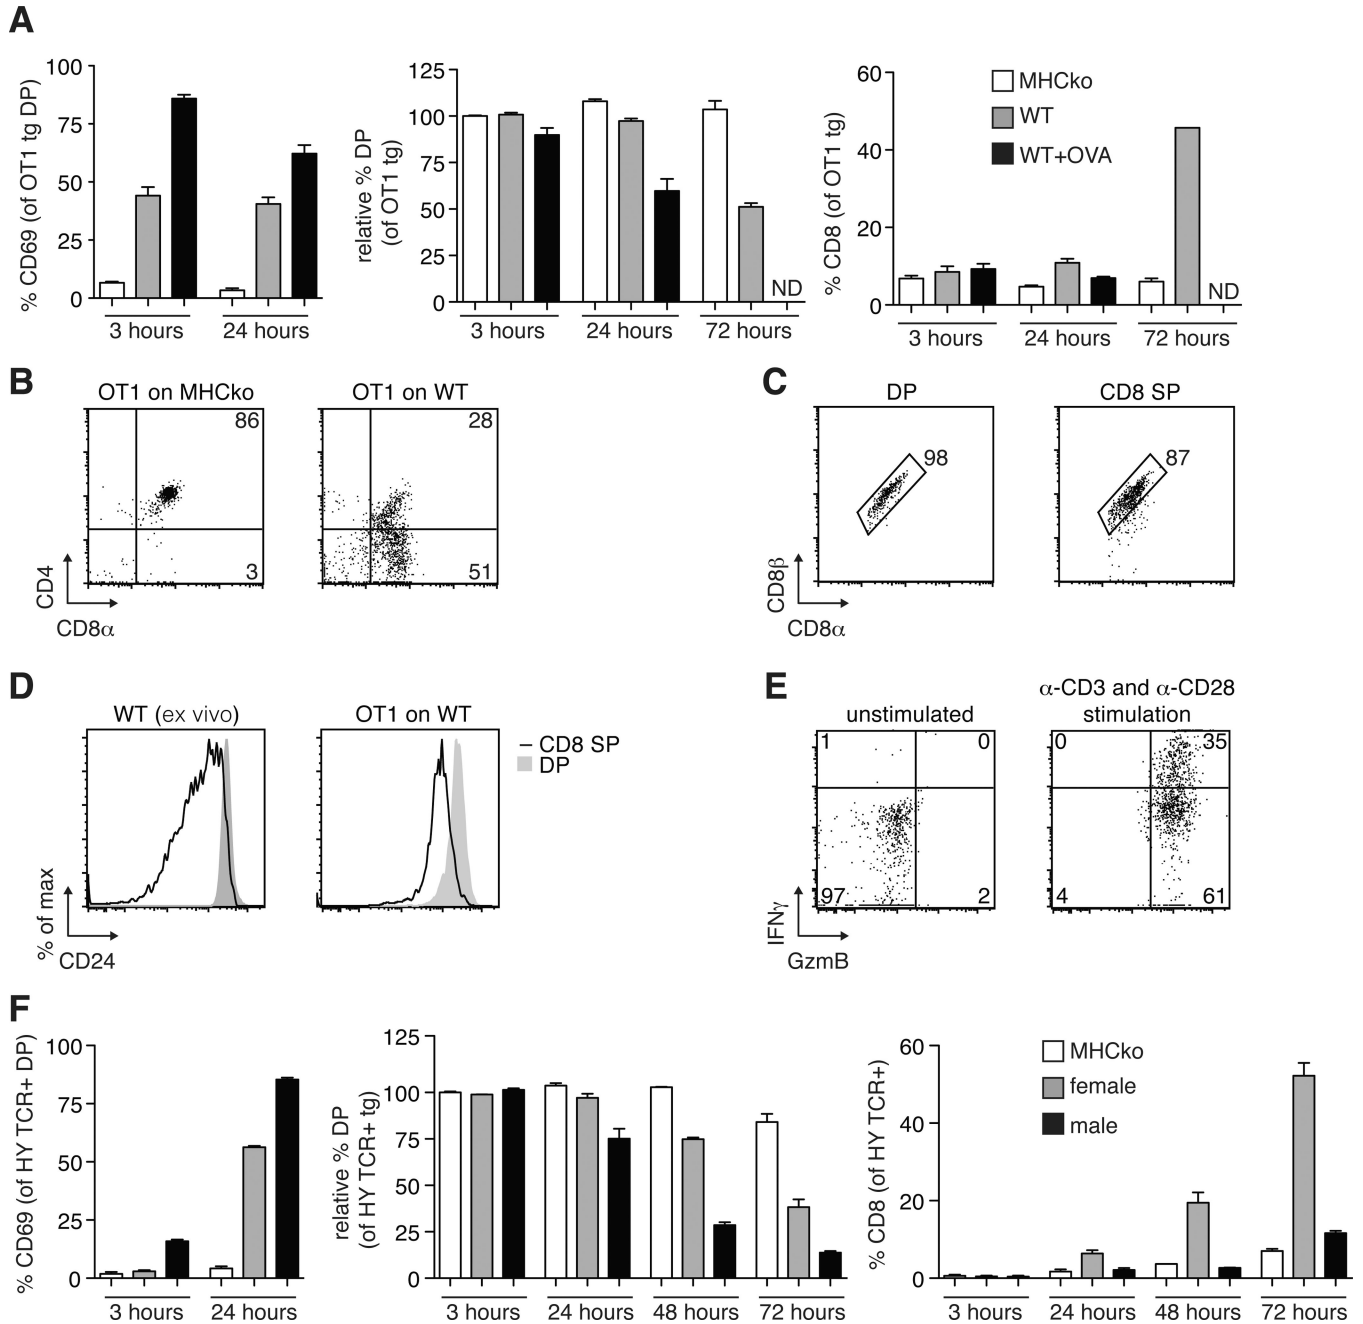 A
% CD69 (of OT1 tg DP)
100
75
50
25
0
3 hours
24 hours
relative % DP
(of OT1 tg)
125
100
75
50
25
0
ND
3 hours
24 hours
72 hours
% CD8 (of OT1 tg)
60
40
20
0
MHCko
WT
WT+OVA
ND
3 hours
24 hours
72 hours
B
OT1 on MHCko
86
3
OT1 on WT
28
51
CD4
CD8α
C
DP
98
CD8 SP
87
CD8β
CD8α
D
WT (ex vivo)
OT1 on WT
CD8 SP
DP
% of max
CD24
E
unstimulated
1
0
97
2
α-CD3 and α-CD28
stimulation
0
35
4
61
IFNγ
GzmB
F
% CD69 (of HY TCR+ DP)
100
75
50
25
0
3 hours
24 hours
relative % DP
(of HY TCR+ tg)
125
100
75
50
25
0
3 hours
24 hours
48 hours
72 hours
% CD8 (of HY TCR+)
60
40
20
0
MHCko
female
male
3 hours
24 hours
48 hours
72 hours